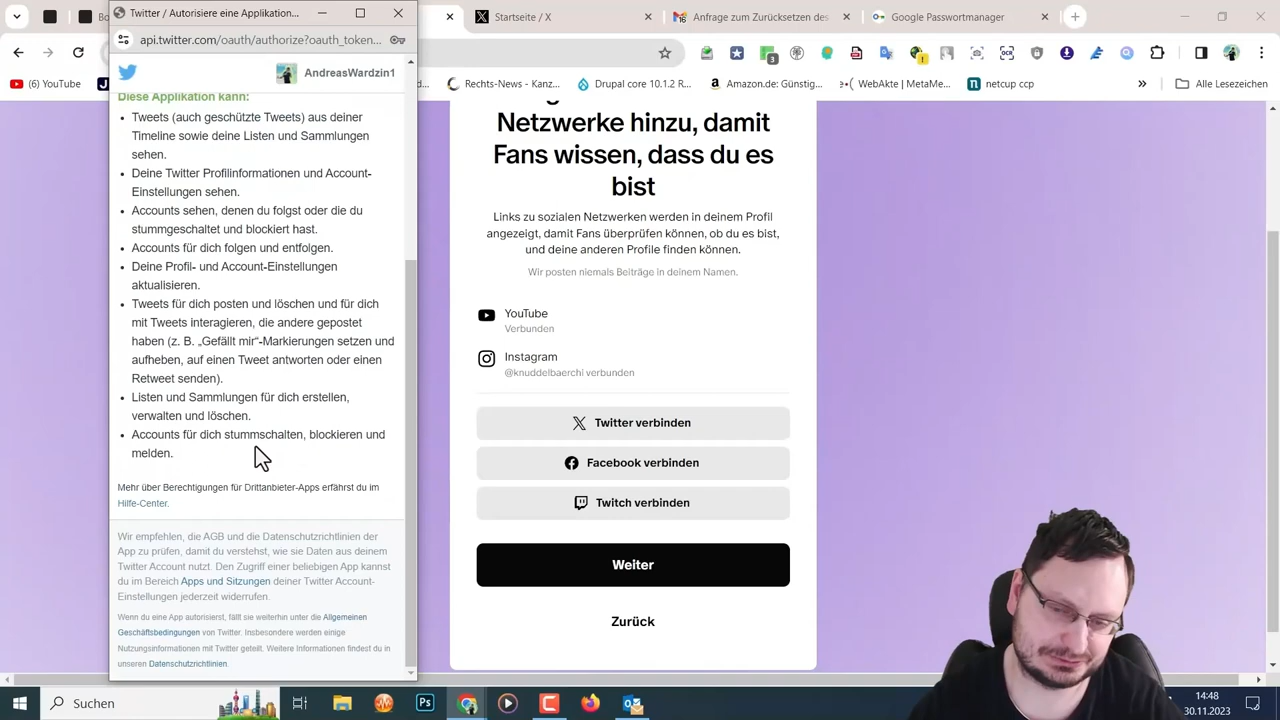 Twitter / Autorisiere eine Applikation...
Bo
Startseite / X
Anfrage zum Zurücksetzen des
Google Passwortmanager
api.twitter.com/oauth/authorize?oauth_token...
(6) YouTube
Rechts-News - Kanz...
Drupal core 10.1.2 R...
Amazon.de: Günstig...
WebAkte | MetaMe...
netcup ccp
Alle Lesezeichen
AndreasWardzin1
Diese Applikation kann:
Tweets (auch geschützte Tweets) aus deiner
Timeline sowie deine Listen und Sammlungen
sehen.
Deine Twitter Profilinformationen und Account-
Einstellungen sehen.
Accounts sehen, denen du folgst oder die du
stummgeschaltet und blockiert hast.
Accounts für dich folgen und entfolgen.
Deine Profil- und Account-Einstellungen
aktualisieren.
Tweets für dich posten und löschen und für dich
mit Tweets interagieren, die andere gepostet
haben (z. B. „Gefällt mir“-Markierungen setzen und
aufheben, auf einen Tweet antworten oder einen
Retweet senden).
Listen und Sammlungen für dich erstellen,
verwalten und löschen.
Accounts für dich stummschalten, blockieren und
melden.
Mehr über Berechtigungen für Drittanbieter-Apps erfährst du im
Hilfe-Center.
Wir empfehlen, die AGB und die Datenschutzrichtlinien der
App zu prüfen, damit du verstehst, wie sie Daten aus deinem
Twitter Account nutzt. Den Zugriff einer beliebigen App kannst
du im Bereich Apps und Sitzungen deiner Twitter Account-
Einstellungen jederzeit widerrufen.
Wenn du eine App autorisierst, fällt sie weiterhin unter die Allgemeinen
Geschäftsbedingungen von Twitter. Insbesondere werden einige
Nutzungsinformationen mit Twitter geteilt. Weitere Informationen findest du in
unseren Datenschutzrichtlinien.
Netzwerke hinzu, damit
Fans wissen, dass du es
bist
Links zu sozialen Netzwerken werden in deinem Profil
angezeigt, damit Fans überprüfen können, ob du es bist,
und deine anderen Profile finden können.
Wir posten niemals Beiträge in deinem Namen.
YouTube
Verbunden
Instagram
@knuddelbaerchi verbunden
Twitter verbinden
Facebook verbinden
Twitch verbinden
Weiter
Zurück
Suchen
14:48
30.11.2023